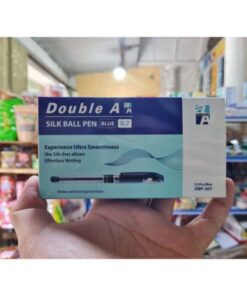 Double A
A
SILK BALL PEN BLUE 0.7
A
Experience Ultra Smoothness
like Silk that allows
Effortless Writing
12 Pcs/Box